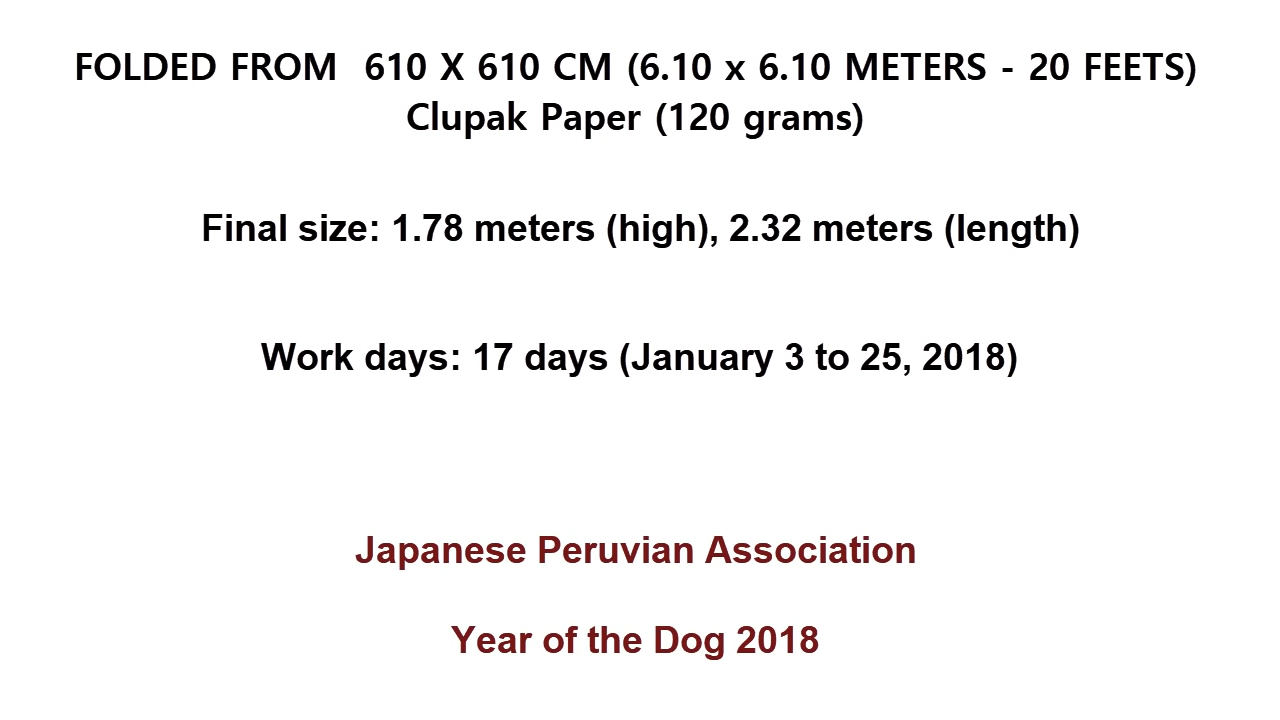 FOLDED FROM  610 X 610 CM (6.10 x 6.10 METERS - 20 FEETS)
Clupak Paper (120 grams)
Final size: 1.78 meters (high), 2.32 meters (length)
Work days: 17 days (January 3 to 25, 2018)
Japanese Peruvian Association
Year of the Dog 2018